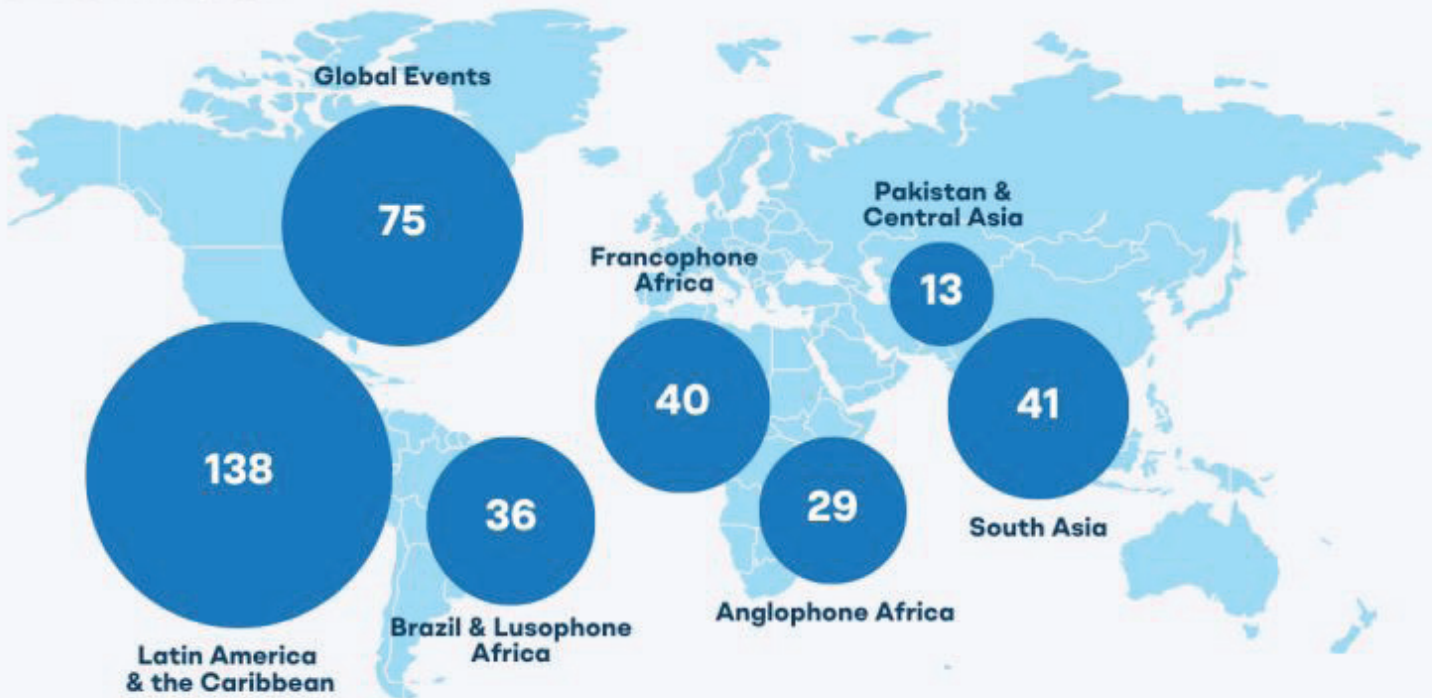 Global Events
75
Pakistan &
Central Asia
13
Francophone
Africa
40
41
South Asia
138
Latin America
& the Caribbean
36
Brazil & Lusophone
Africa
29
Anglophone Africa